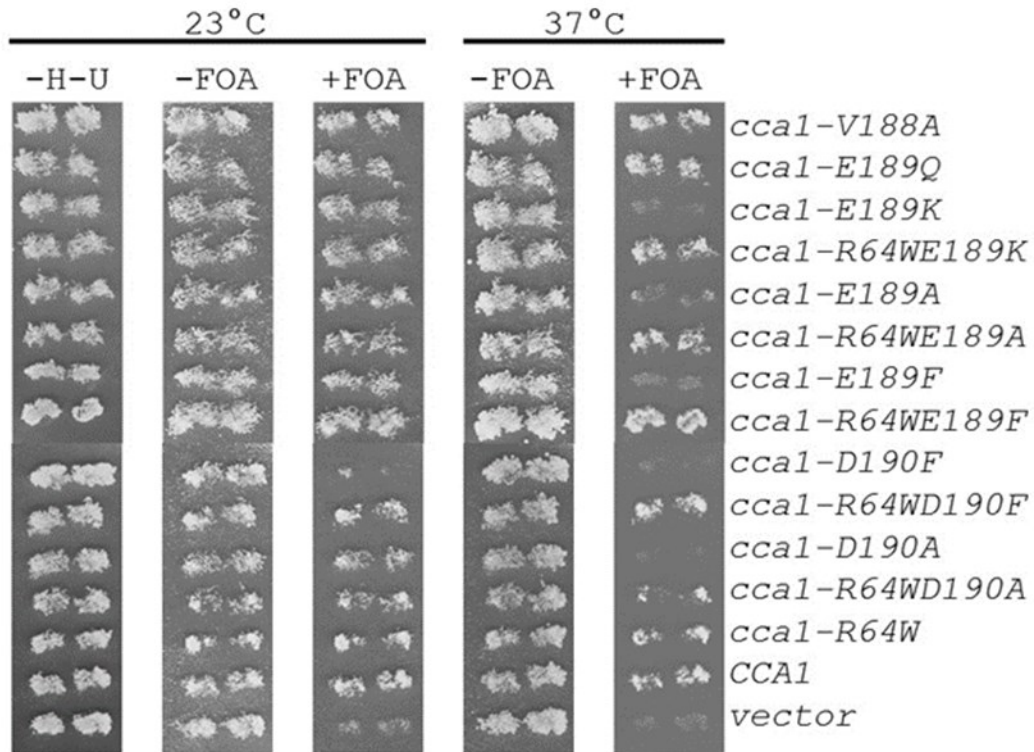 23°C 37°C
-H-U -FOA +FOA -FOA +FOA
cca1-V188A
cca1-E189Q
cca1-E189K
cca1-R64WE189K
cca1-E189A
cca1-R64WE189A
cca1-E189F
cca1-R64WE189F
cca1-D190F
cca1-R64WD190F
cca1-D190A
cca1-R64WD190A
cca1-R64W
CCA1
vector